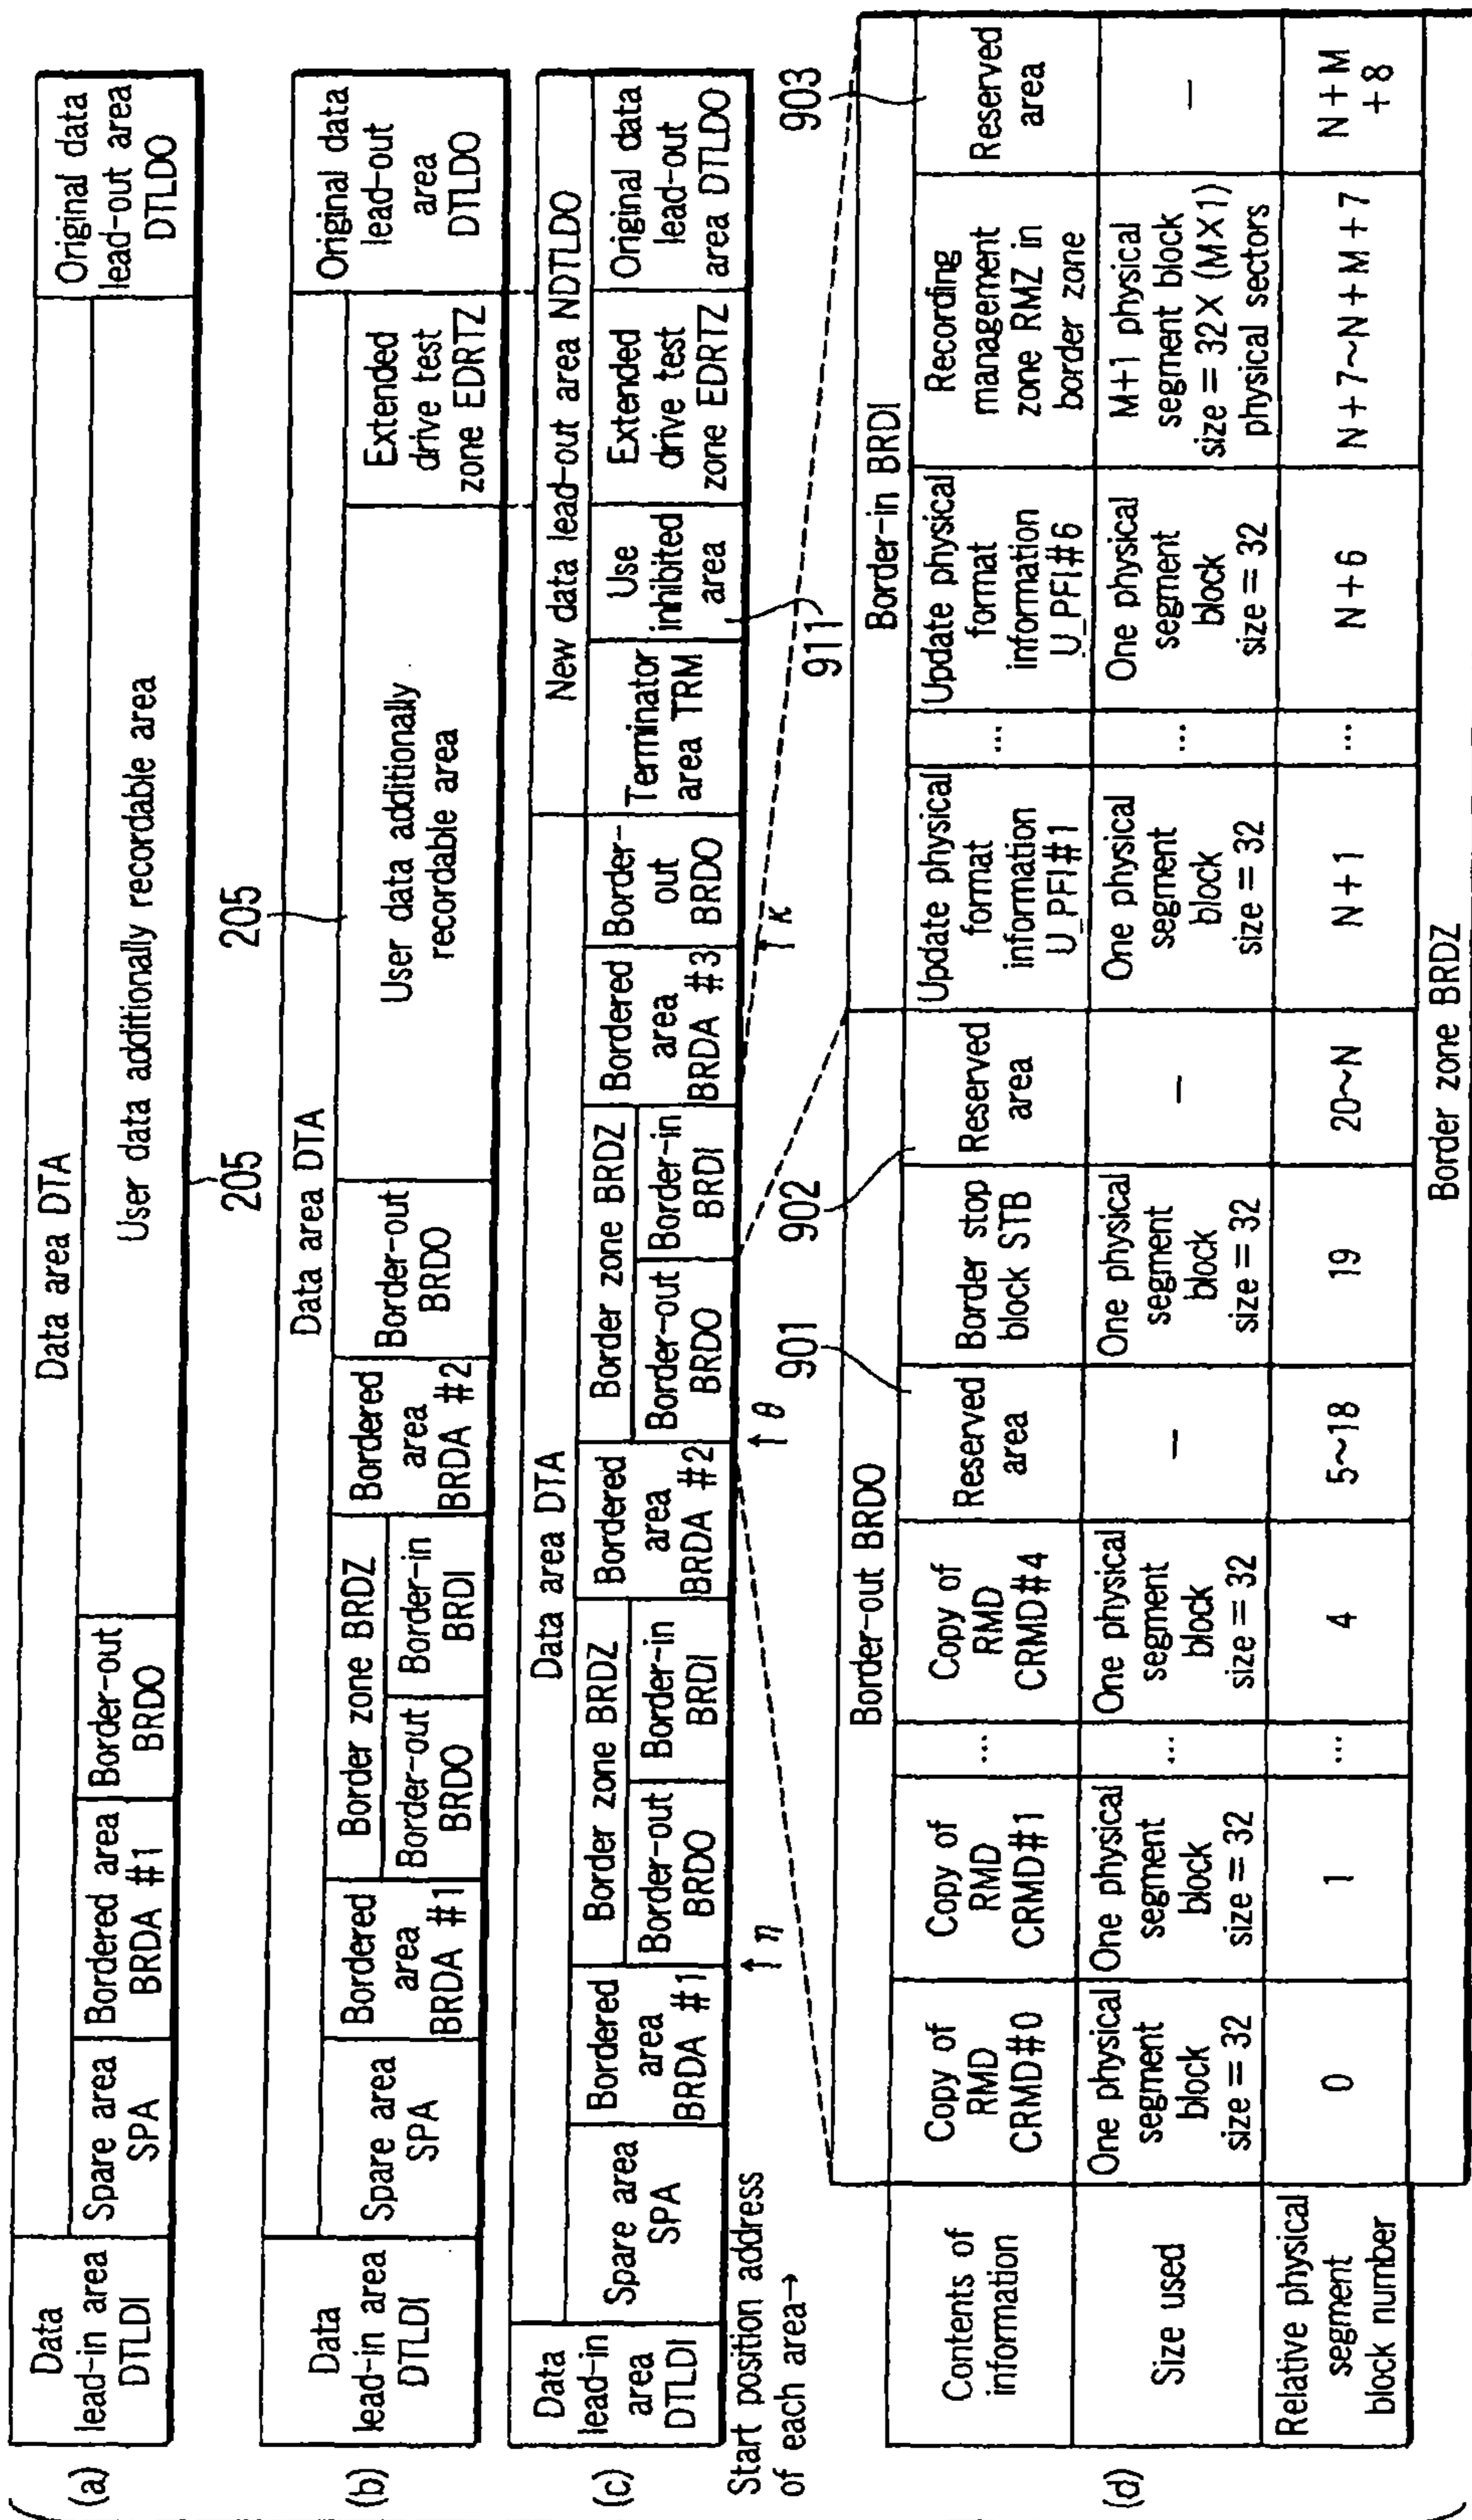 (a)
Data
lead-in area
DTLDI
Data area DTA
Spare area
SPA
Bordered area
BRDA #1
Border-out
BRDO
User data additionally recordable area
205
Original data
lead-out area
DTLDO
(b)
Data
lead-in area
DTLDI
Data area DTA
Spare area
SPA
Bordered
area
BRDA #1
Border zone BRDZ
Border-out
BRDO
Border-in
BRDI
Bordered
area
BRDA #2
Border-out
BRDO
205
User data additionally
recordable area
Extended
drive test
zone EDRTZ
Original data
lead-out
area
DTLDO
(c)
Data
lead-in
area
DTLDI
Data area DTA
Spare area
SPA
Bordered
area
BRDA #1
Border zone BRDZ
Border-out
BRDO
Border-in
BRDI
Bordered
area
BRDA #2
Border zone BRDZ
Border-out
BRDO
Border-in
BRDI
Bordered
area
BRDA #3
Border-
out
BRDO
New data lead-out area NDTLDO
Terminator
area TRM
Use
inhibited
area
Extended
drive test
zone EDRTZ
Original data
lead-out
area DTLDO
Start position address
of each area→
↑ η
↑ θ
↑ κ
911
901
902
903
(d)
Border-out BRDO
Border-in BRDI
Contents of
information
Copy of
RMD
CRMD#0
Copy of
RMD
CRMD#1
...
Copy of
RMD
CRMD#4
Reserved
area
Border stop
block STB
Reserved
area
Update physical
format
information
U_PFI#1
...
Update physical
format
information
U_PFI#6
Recording
management
zone RMZ in
border zone
Reserved
area
Size used
One physical
segment
block
size = 32
One physical
segment
block
size = 32
...
One physical
segment
block
size = 32
—
One physical
segment
block
size = 32
—
One physical
segment
block
size = 32
...
One physical
segment
block
size = 32
M+1 physical
segment block
size = 32X (MX1)
physical sectors
—
Relative physical
segment
block number
0
1
...
4
5~18
19
20~N
N+1
...
N+6
N+7~N+M+7
N+M
+8
Border zone BRDZ